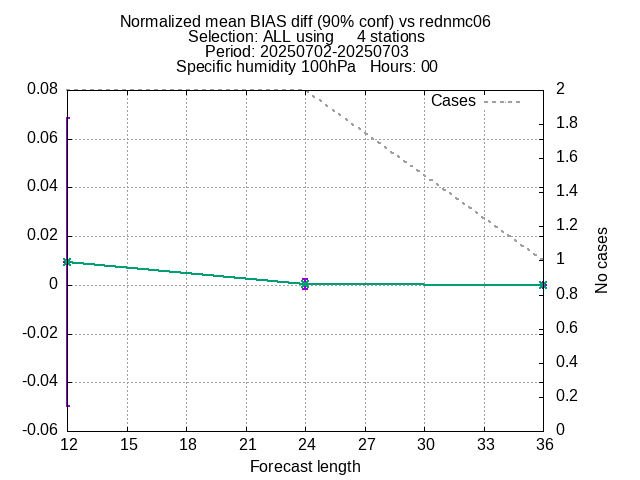 Normalized mean BIAS diff (90% conf) vs rednmc06
Selection: ALL using     4 stations
Period: 20250702-20250703
Specific humidity 100hPa   Hours: 00
Cases
0.08
0.06
0.04
0.02
0
-0.02
-0.04
-0.06
2
1.8
1.6
1.4
1.2
1
0.8
0.6
0.4
0.2
0
No cases
12 15 18 21 24 27 30 33 36
Forecast length